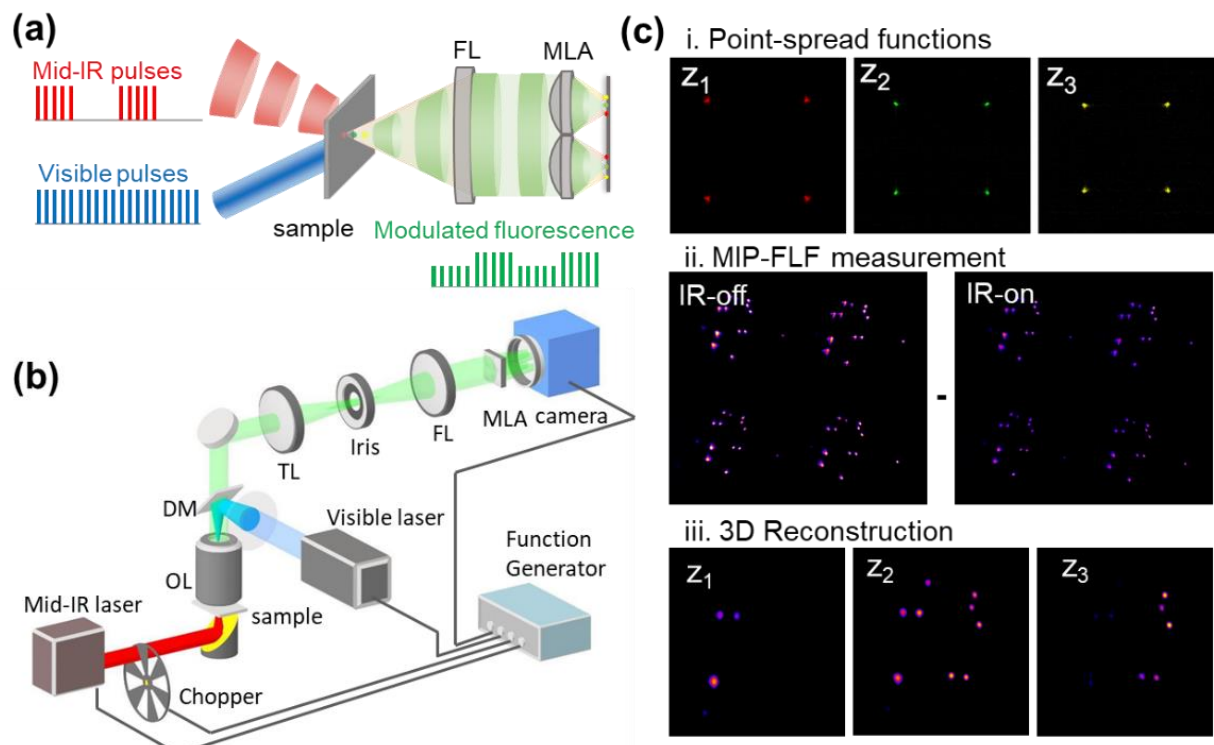 (a)
Mid-IR pulses
Visible pulses
sample
FL
MLA
Modulated fluorescence
(b)
TL
Iris
FL
MLA camera
DM
Visible laser
OL
Function
Generator
Mid-IR laser
sample
Chopper
(c)
i. Point-spread functions
z₁
z₂
z₃
ii. MIP-FLF measurement
IR-off
-
IR-on
iii. 3D Reconstruction
z₁
z₂
z₃